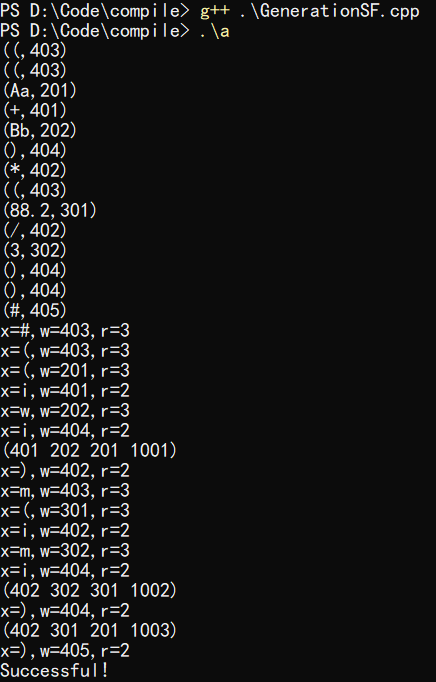 PS D:\Code\compile> g++ .\GenerationSF.cpp
PS D:\Code\compile> .\a
((,403)
((,403)
(Aa,201)
(+,401)
(Bb,202)
(),404)
(*,402)
((,403)
(88.2,301)
(/,402)
(3,302)
(),404)
(),404)
(#,405)
x=#,w=403,r=3
x=(,w=403,r=3
x=(,w=201,r=3
x=i,w=401,r=2
x=w,w=202,r=3
x=i,w=404,r=2
(401 202 201 1001)
x=),w=402,r=2
x=m,w=403,r=3
x=(,w=301,r=3
x=i,w=402,r=2
x=m,w=302,r=3
x=i,w=404,r=2
(402 302 301 1002)
x=),w=404,r=2
(402 301 201 1003)
x=),w=405,r=2
Successful!